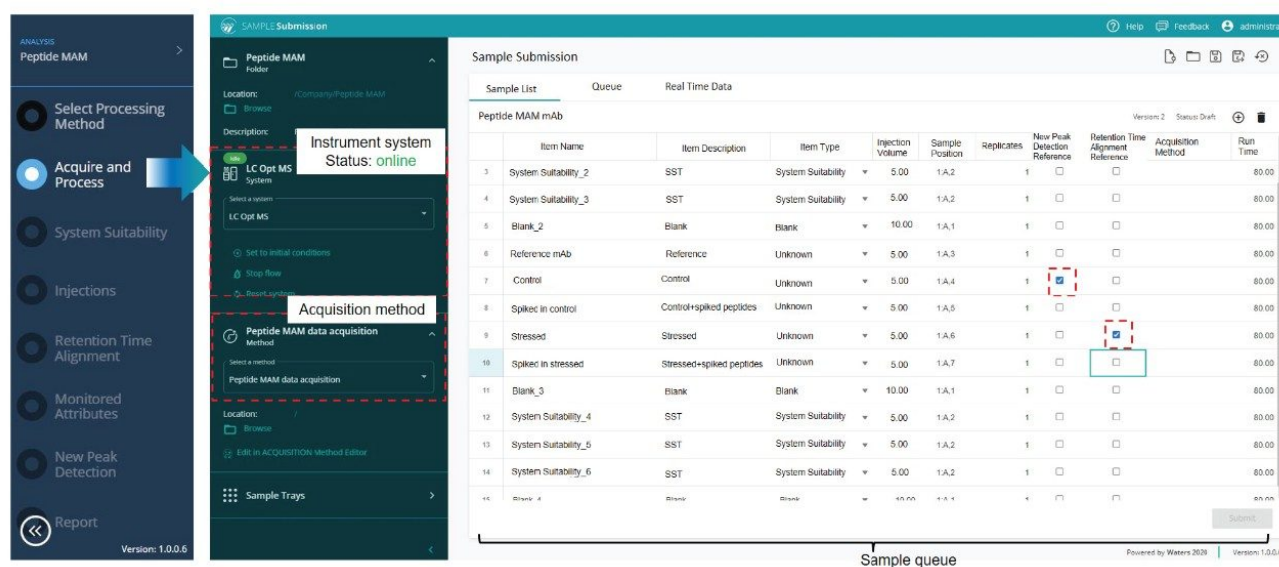 ANALYSIS
Peptide MAM
Select Processing
Method
Acquire and
Process
System Suitability
Injections
Retention Time
Alignment
Monitored
Attributes
New Peak
Detection
Report
Version: 1.0.0.6
SAMPLE Submission
Help Feedback administra
Peptide MAM
Folder
Location: /Company/Peptide MAM
Browse
Description:
Instrument system
Status: online
Idle
LC Opt MS
System
Select a system
LC Opt MS
Set to initial conditions
Stop flow
Reset system
Acquisition method
Peptide MAM data acquisition
Method
Select a method
Peptide MAM data acquisition
Location: /
Browse
Edit in ACQUISITION Method Editor
Sample Trays
Sample Submission
Sample List Queue Real Time Data
Peptide MAM mAb Version: 2 Status: Draft
Item Name Item Description Item Type Injection Volume Sample Position Replicates New Peak Detection Reference Retention Time Alignment Reference Acquisition Method Run Time
3 System Suitability_2 SST System Suitability 5.00 1:A,2 1 80.00
4 System Suitability_3 SST System Suitability 5.00 1:A,2 1 80.00
5 Blank_2 Blank Blank 10.00 1:A,1 1 80.00
6 Reference mAb Reference Unknown 5.00 1:A,3 1 80.00
7 Control Control Unknown 5.00 1:A,4 1 80.00
8 Spiked in control Control+spiked peptides Unknown 5.00 1:A,5 1 80.00
9 Stressed Stressed Unknown 5.00 1:A,6 1 80.00
10 Spiked in stressed Stressed+spiked peptides Unknown 5.00 1:A,7 1 80.00
11 Blank_3 Blank Blank 10.00 1:A,1 1 80.00
12 System Suitability_4 SST System Suitability 5.00 1:A,2 1 80.00
13 System Suitability_5 SST System Suitability 5.00 1:A,2 1 80.00
14 System Suitability_6 SST System Suitability 5.00 1:A,2 1 80.00
15 Blank_4 Blank Blank 10.00 1:A,1 1 80.00
Submit
Sample queue
Powered by Waters 2020 Version: 1.0.0.